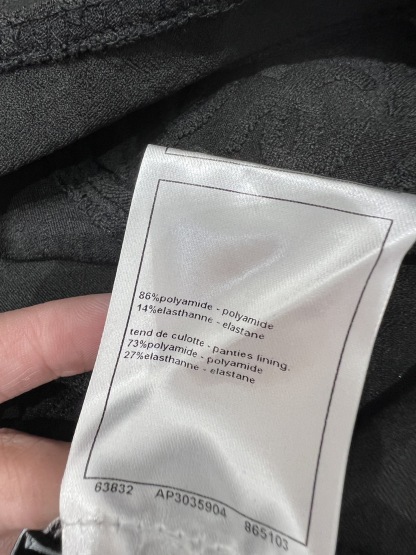 86%polyamide - polyamide
14%elasthanne - elastane
tend de culotte - panties lining.
73%polyamide - polyamide
27%elasthanne - elastane
63832 AP3035904 865103